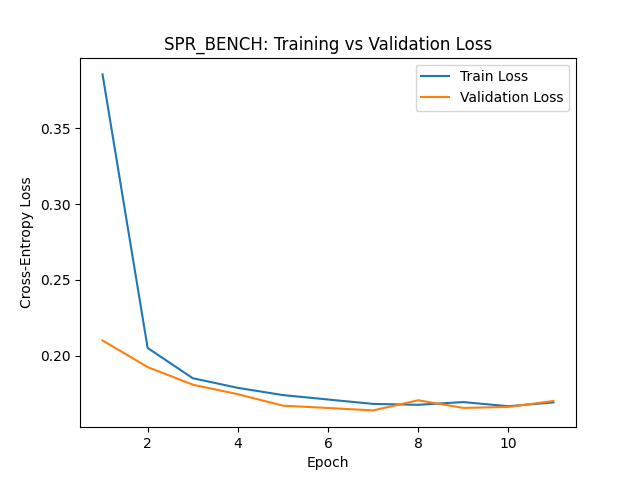 SPR_BENCH: Training vs Validation Loss
Train Loss
Validation Loss
Cross-Entropy Loss
0.35
0.30
0.25
0.20
2 4 6 8 10
Epoch